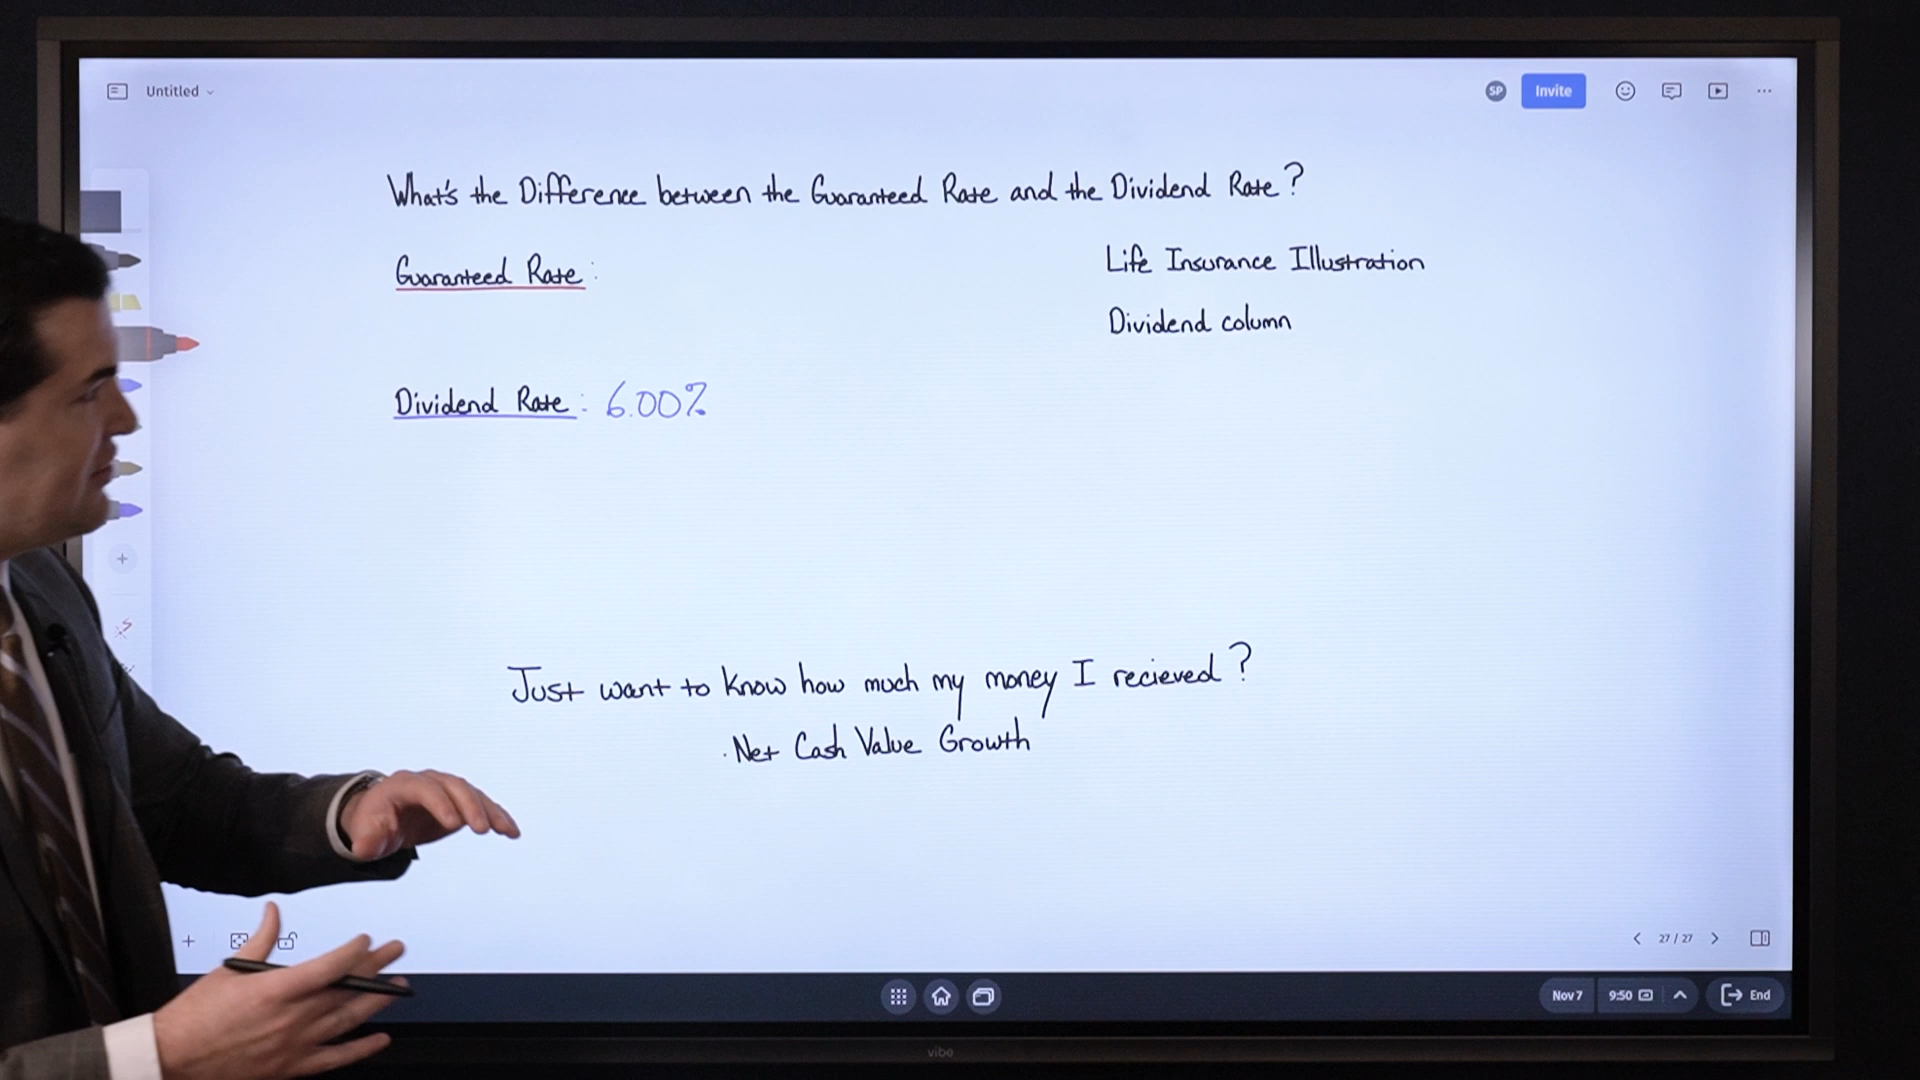 Untitled
SP Invite
What's the Difference between the Guaranteed Rate and the Dividend Rate?
Guaranteed Rate:
Life Insurance Illustration
Dividend column
Dividend Rate: 6.00%
Just want to know how much my money I recieved?
· Net Cash Value Growth
27 / 27
Nov 7 9:50 End
vibo